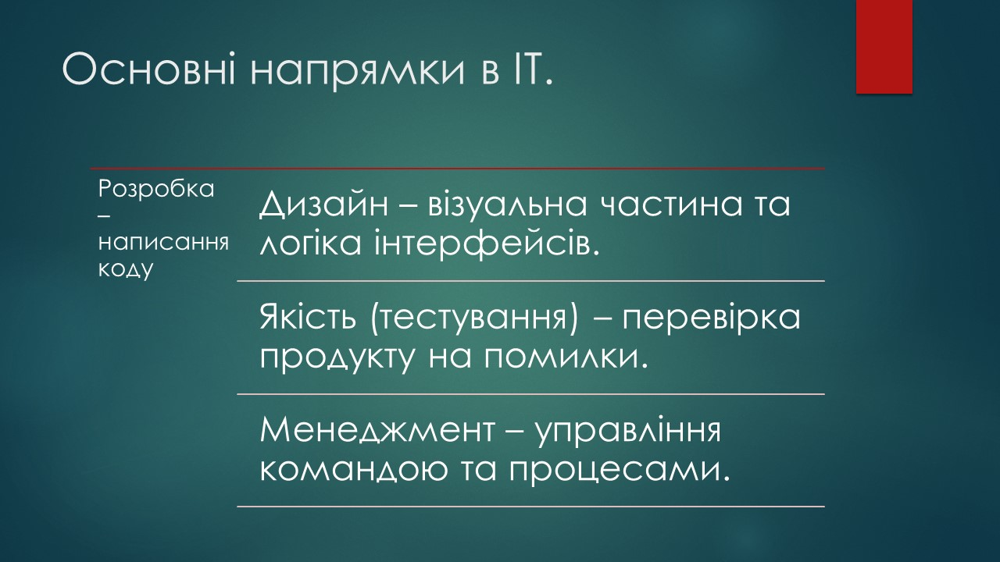 Основні напрямки в ІТ.
Розробка
–
написання
коду
Дизайн – візуальна частина та
логіка інтерфейсів.
Якість (тестування) – перевірка
продукту на помилки.
Менеджмент – управління
командою та процесами.